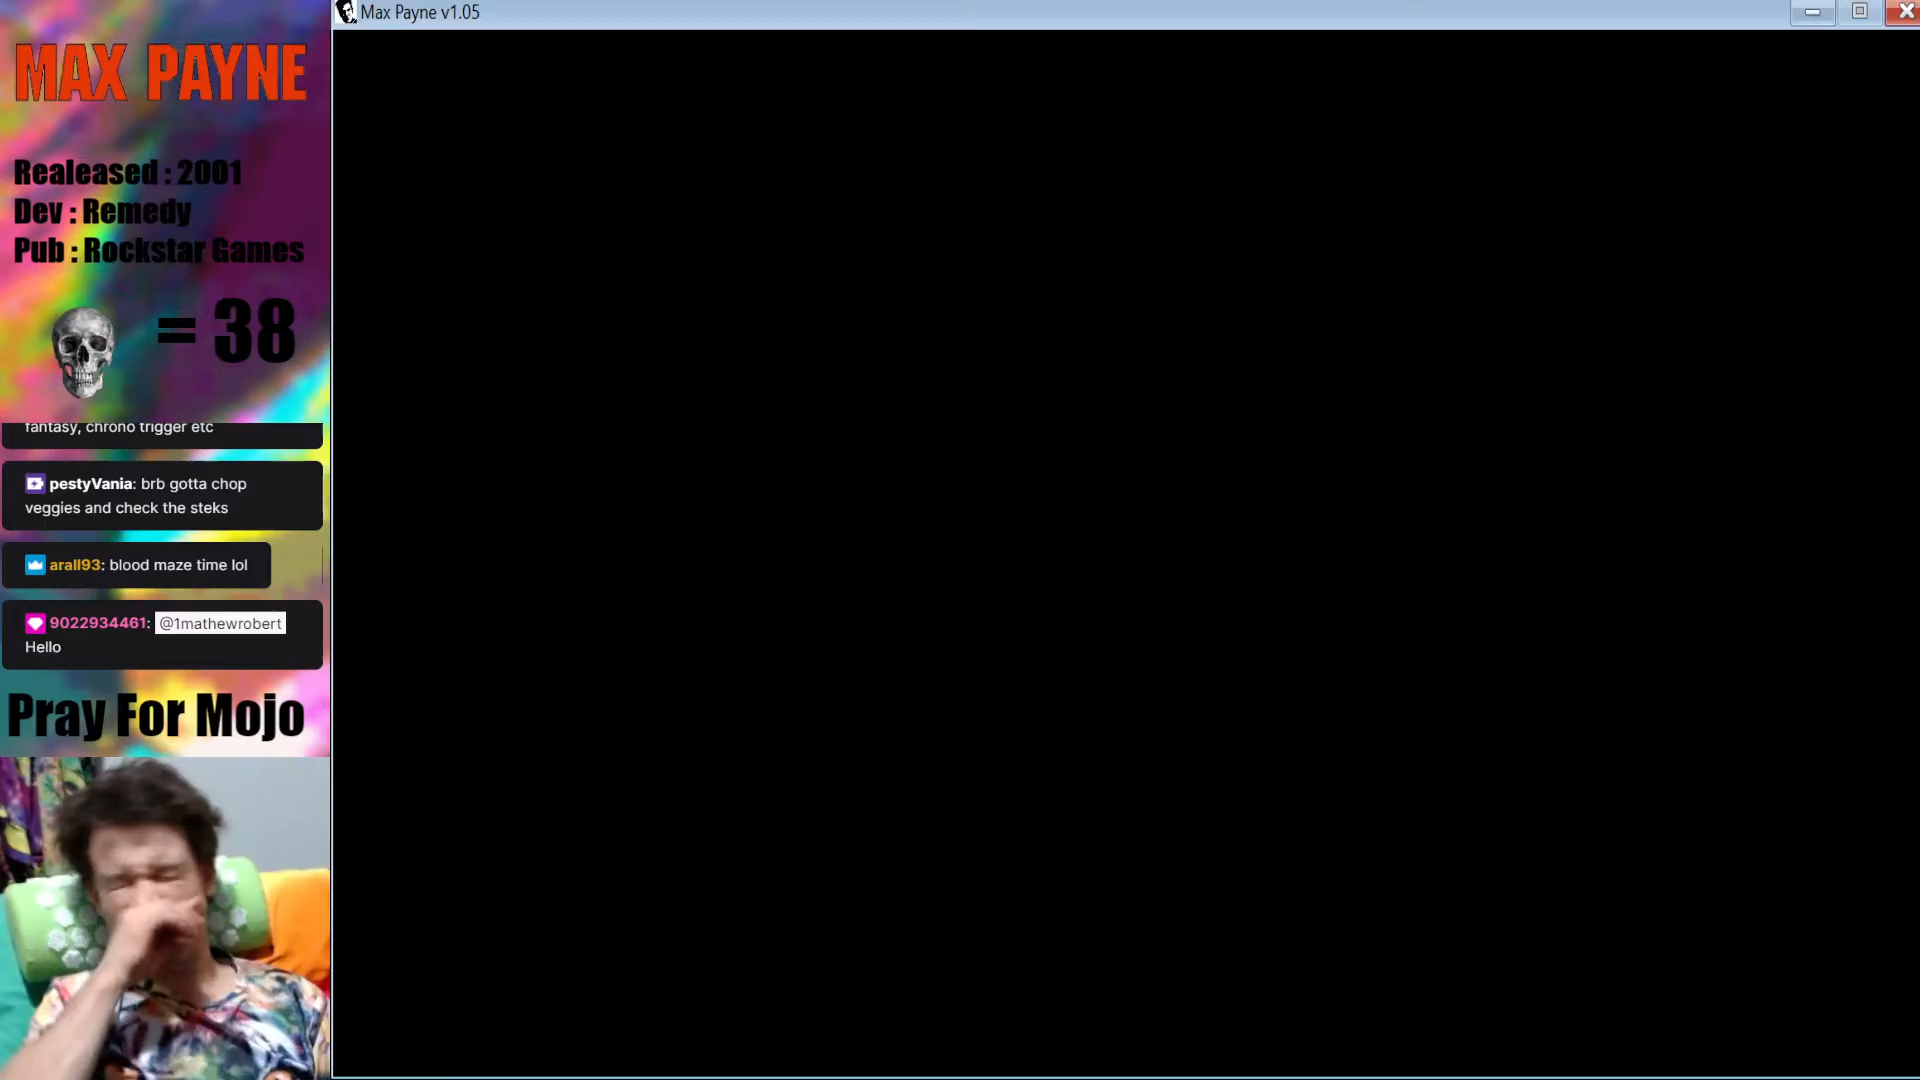 Max Payne v1.05
MAX PAYNE
Realeased : 2001
Dev : Remedy
Pub : Rockstar Games
= 38
fantasy, chrono trigger etc
pestyVania: brb gotta chop
veggies and check the steks
arall93: blood maze time lol
9022934461: @1mathewrobert
Hello
Pray For Mojo